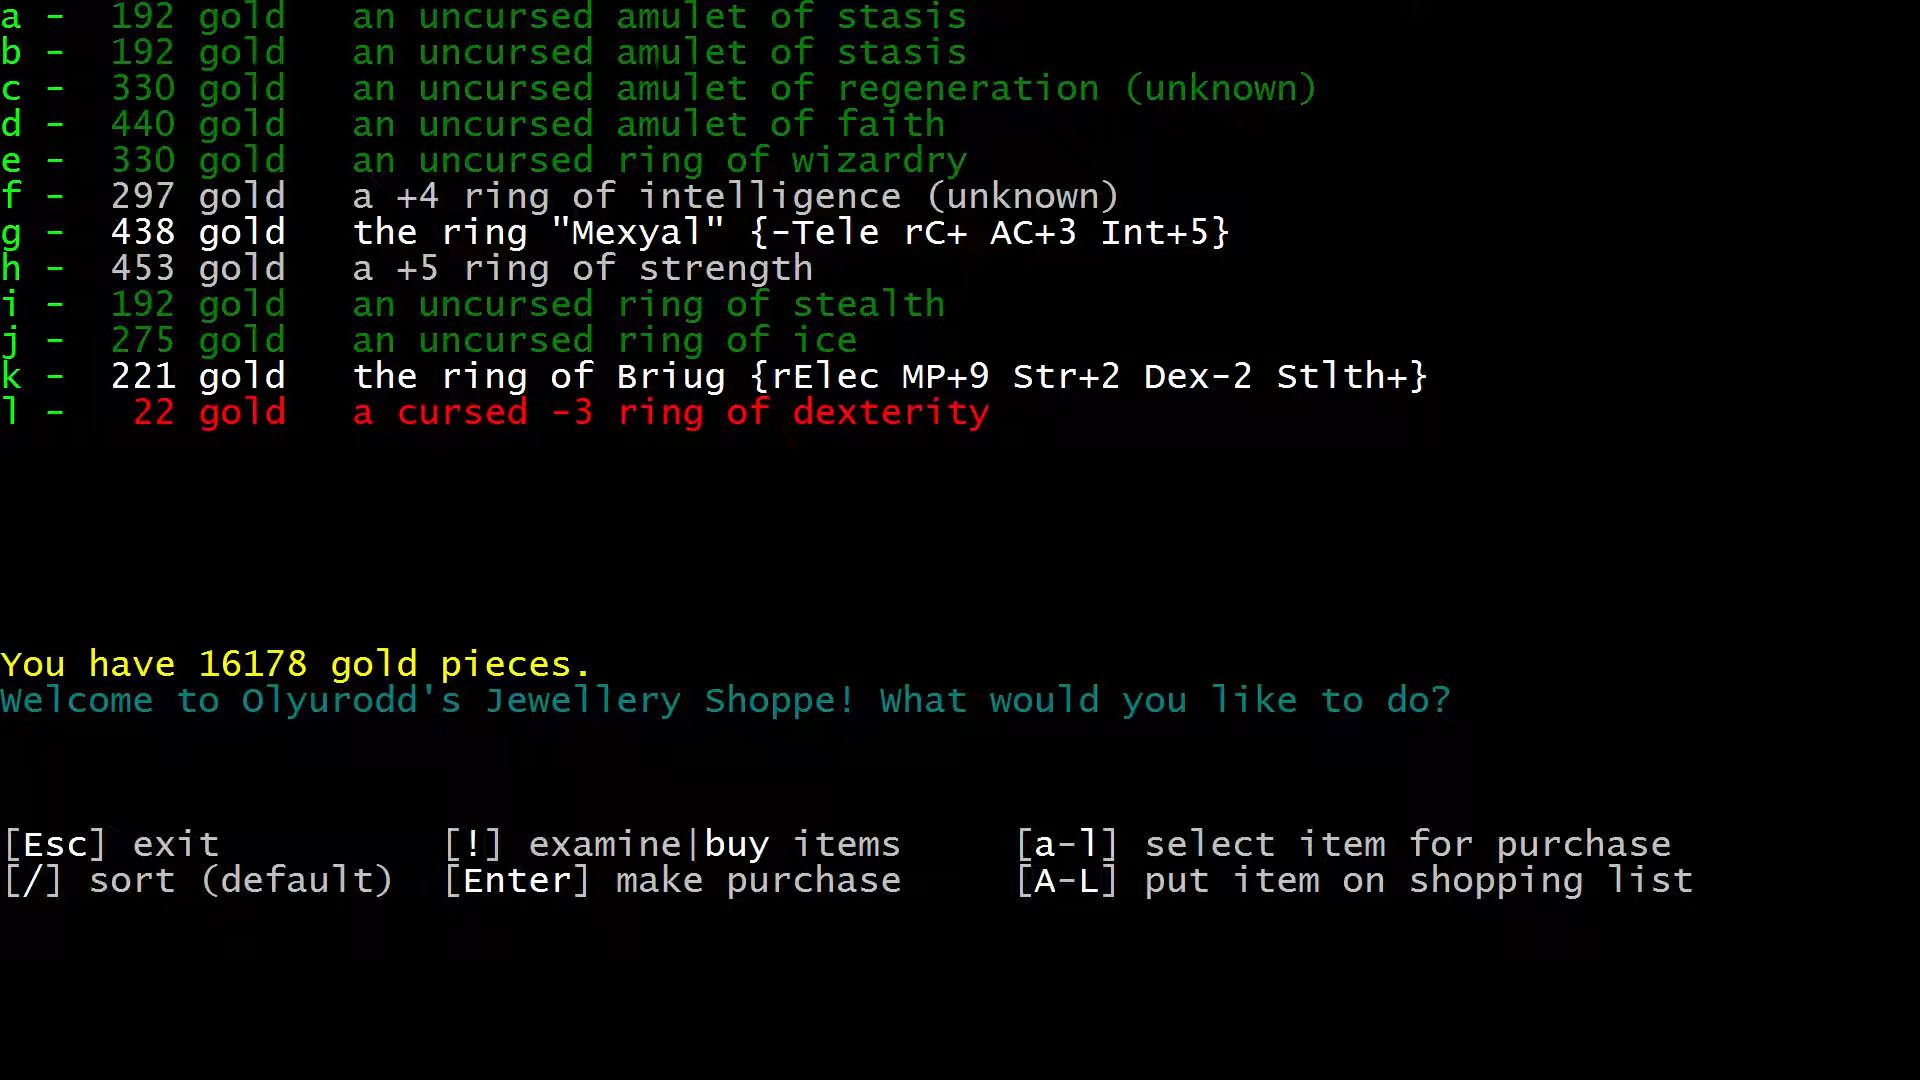 a - 192 gold an uncursed amulet of stasis
b - 192 gold an uncursed amulet of stasis
c - 330 gold an uncursed amulet of regeneration (unknown)
d - 440 gold an uncursed amulet of faith
e - 330 gold an uncursed ring of wizardry
f - 297 gold a +4 ring of intelligence (unknown)
g - 438 gold the ring "Mexyal" {-Tele rC+ AC+3 Int+5}
h - 453 gold a +5 ring of strength
i - 192 gold an uncursed ring of stealth
j - 275 gold an uncursed ring of ice
k - 221 gold the ring of Briug {rElec MP+9 Str+2 Dex-2 Stlth+}
l - 22 gold a cursed -3 ring of dexterity
You have 16178 gold pieces.
Welcome to Olyurodd's Jewellery Shoppe! What would you like to do?
[Esc] exit [!] examine|buy items [a-l] select item for purchase
[/] sort (default) [Enter] make purchase [A-L] put item on shopping list